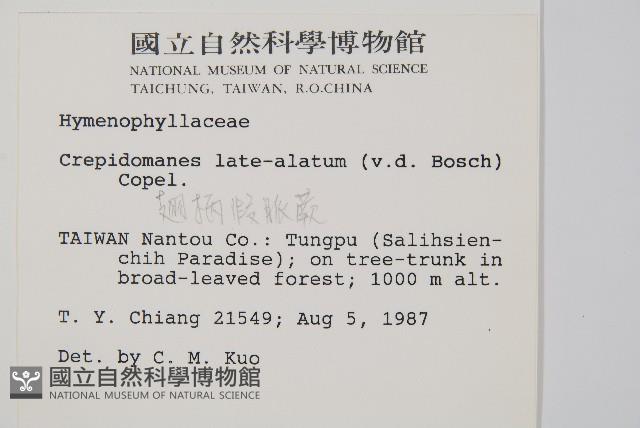 國立自然科學博物館
NATIONAL MUSEUM OF NATURAL SCIENCE
TAICHUNG, TAIWAN, R.O.CHINA
Hymenophyllaceae
Crepidomanes late-alatum (v.d. Bosch)
Copel.
翅柄假脈蕨
TAIWAN Nantou Co.: Tungpu (Salihsien-
chih Paradise); on tree-trunk in
broad-leaved forest; 1000 m alt.
T. Y. Chiang 21549; Aug 5, 1987
Det. by C. M. Kuo
國立自然科學博物館
NATIONAL MUSEUM OF NATURAL SCIENCE